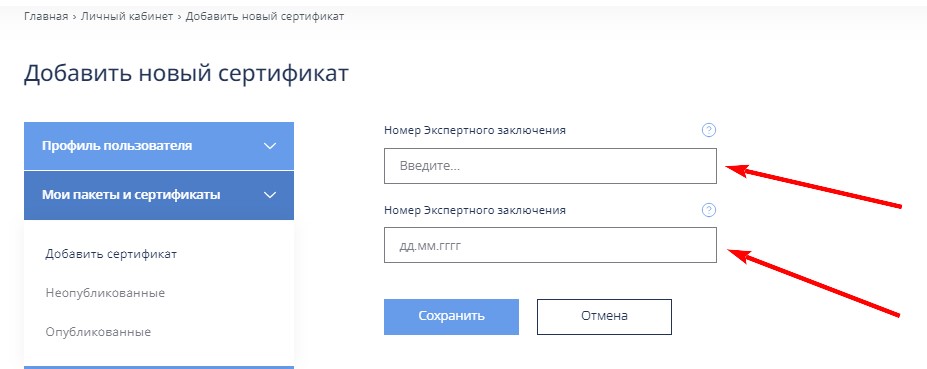 Главная › Личный кабинет › Добавить новый сертификат
Добавить новый сертификат
Профиль пользователя
Мои пакеты и сертификаты
Добавить сертификат
Неопубликованные
Опубликованные
Номер Экспертного заключения ?
Введите...
Номер Экспертного заключения ?
дд.мм.гггг
Сохранить Отмена